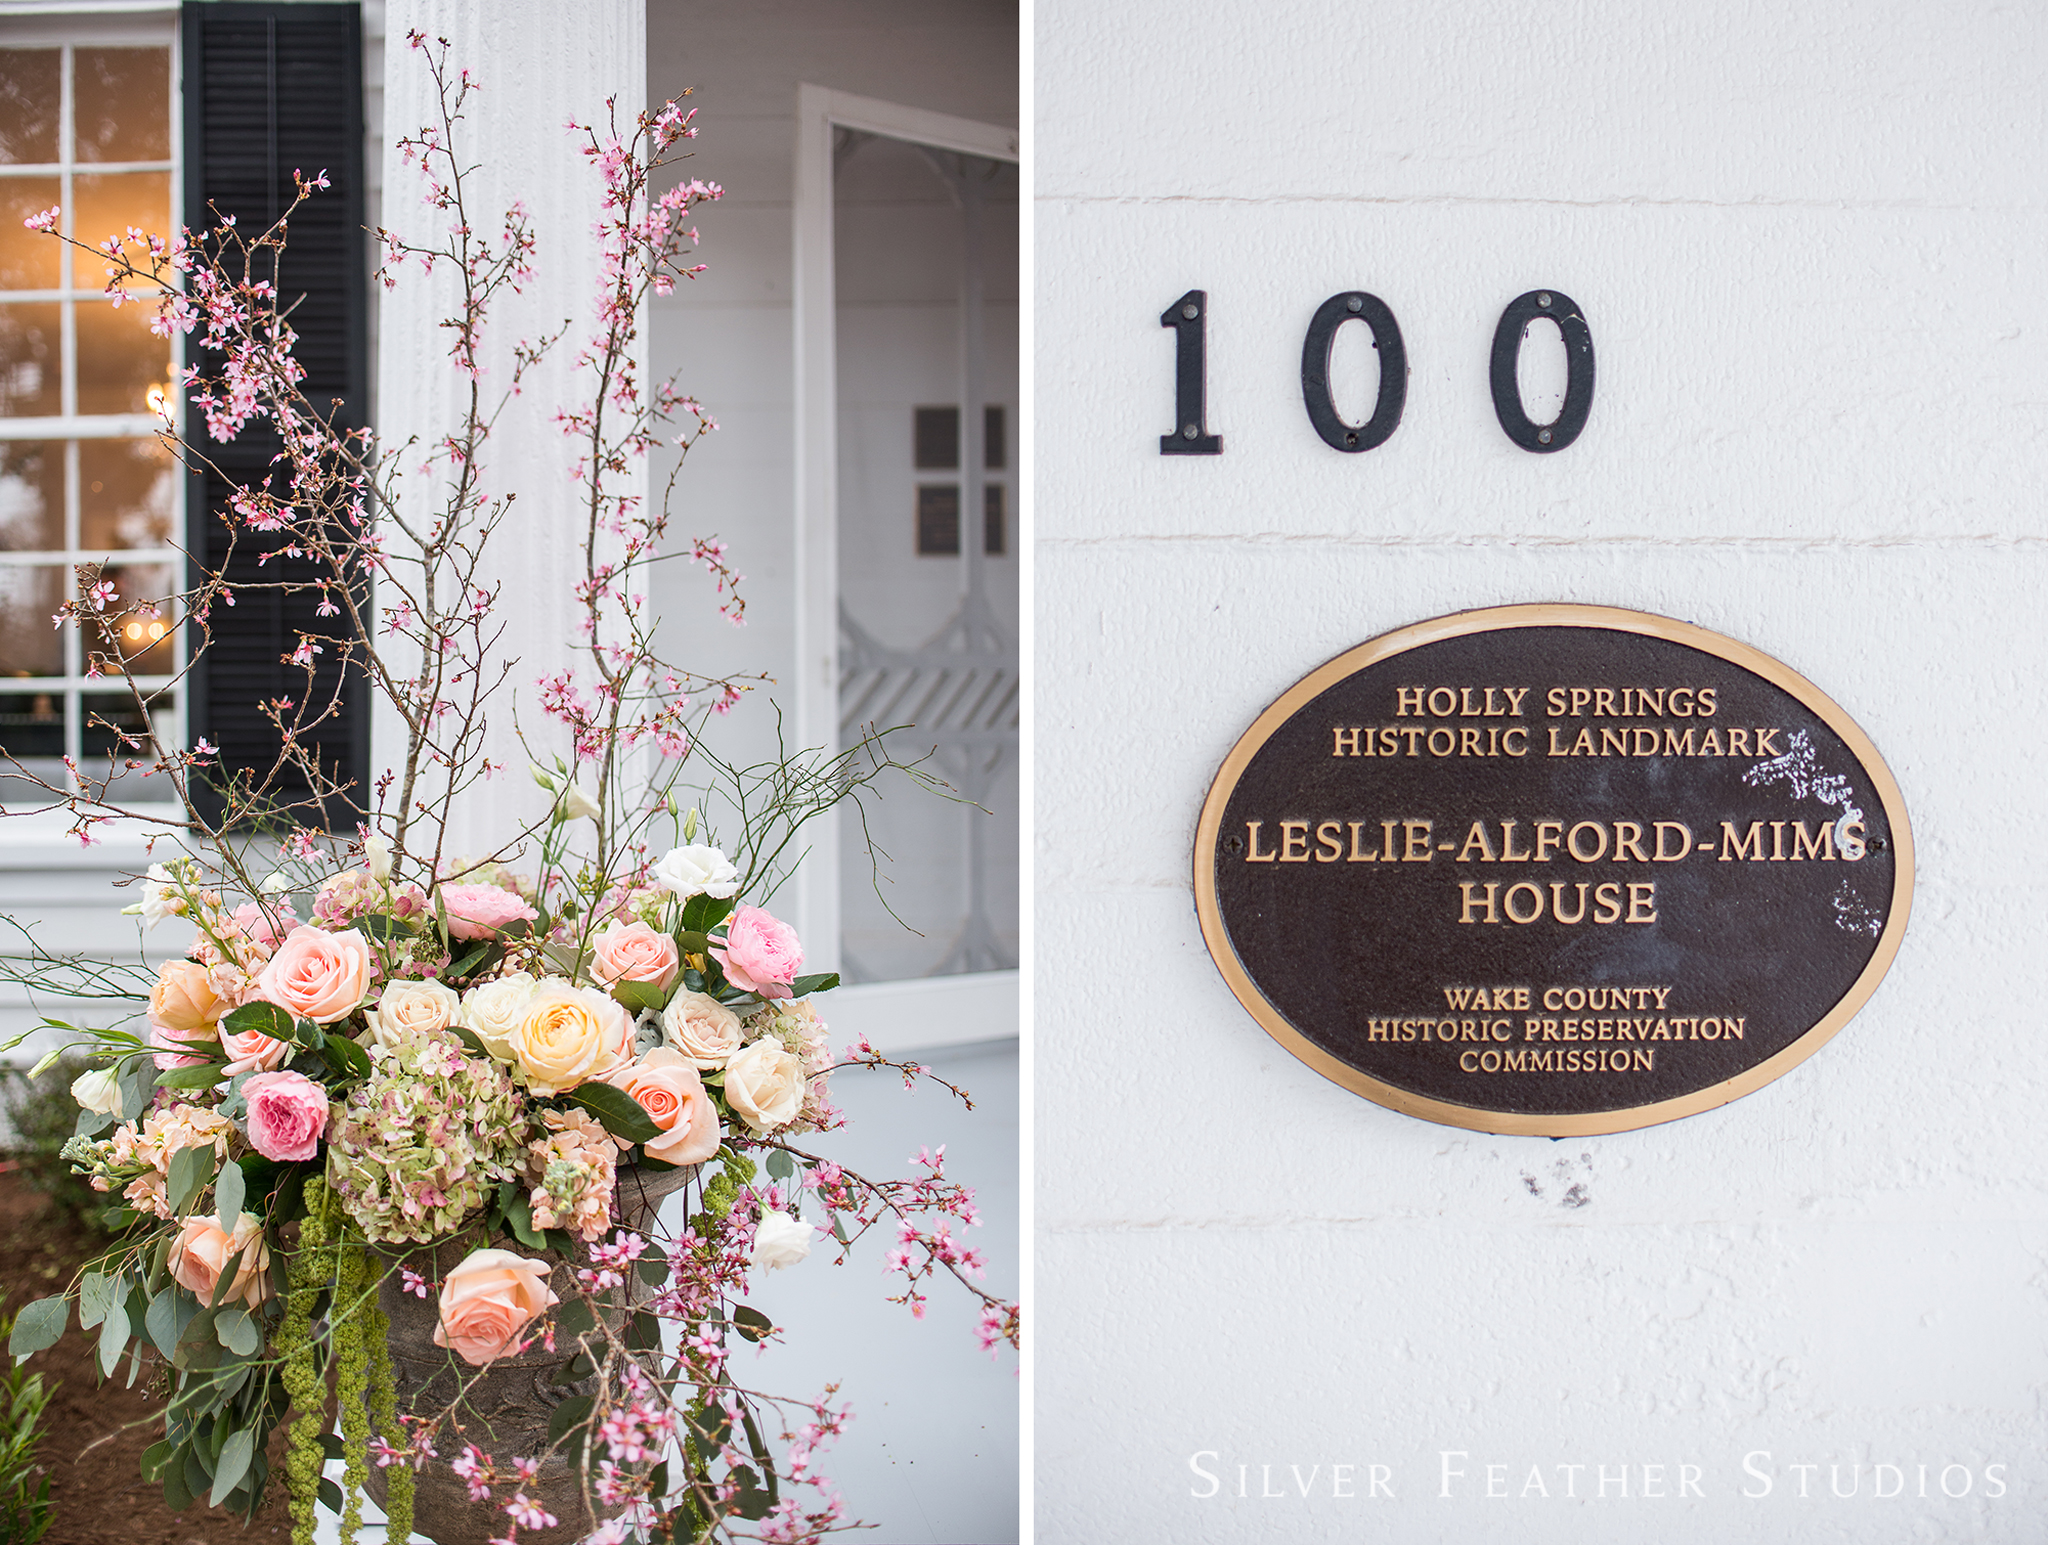 100
HOLLY SPRINGS
HISTORIC LANDMARK
LESLIE-ALFORD-MIMS
HOUSE
WAKE COUNTY
HISTORIC PRESERVATION
COMMISSION
SILVER FEATHER STUDIOS